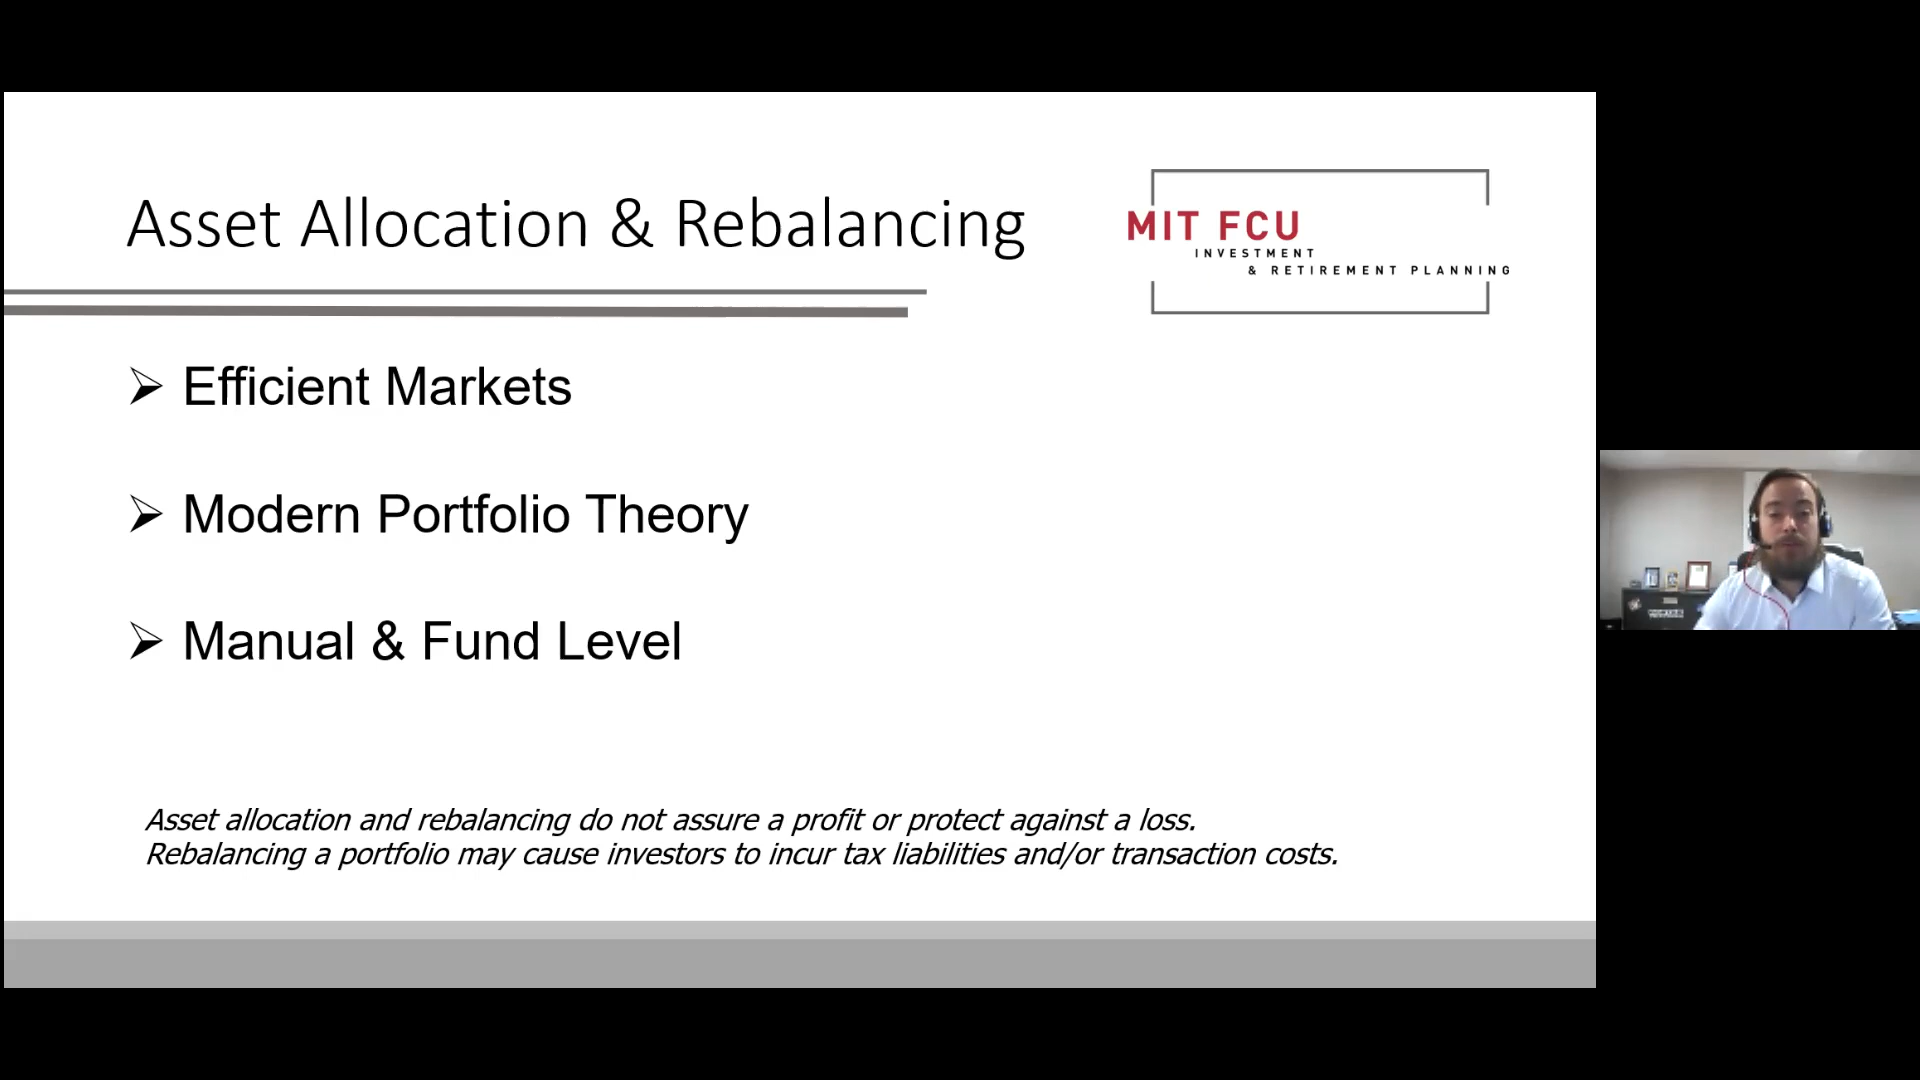 Asset Allocation & Rebalancing
MIT FCU
INVESTMENT
& RETIREMENT PLANNING
Efficient Markets
Modern Portfolio Theory
Manual & Fund Level
Asset allocation and rebalancing do not assure a profit or protect against a loss.
Rebalancing a portfolio may cause investors to incur tax liabilities and/or transaction costs.